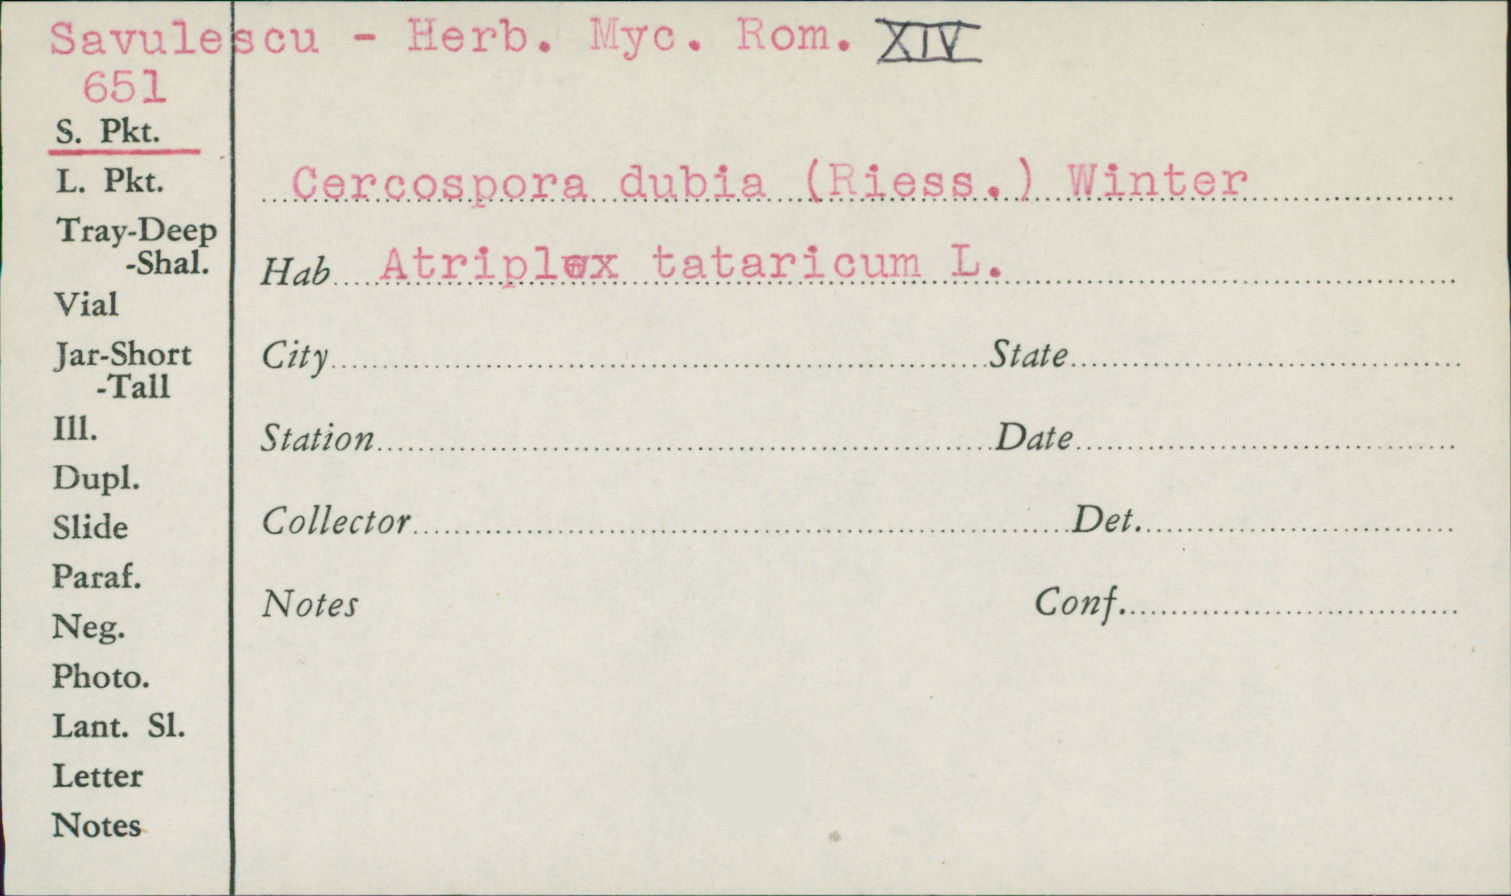 Savulescu - Herb. Myc. Rom. XIV
651
S. Pkt.
L. Pkt.
Cercospora dubia (Riess.) Winter
Tray-Deep
-Shal.
Hab Atriplex tataricum L.
Vial
Jar-Short
-Tall
City State
Ill.
Station Date
Dupl.
Slide
Collector Det.
Paraf.
Notes Conf.
Neg.
Photo.
Lant. Sl.
Letter
Notes